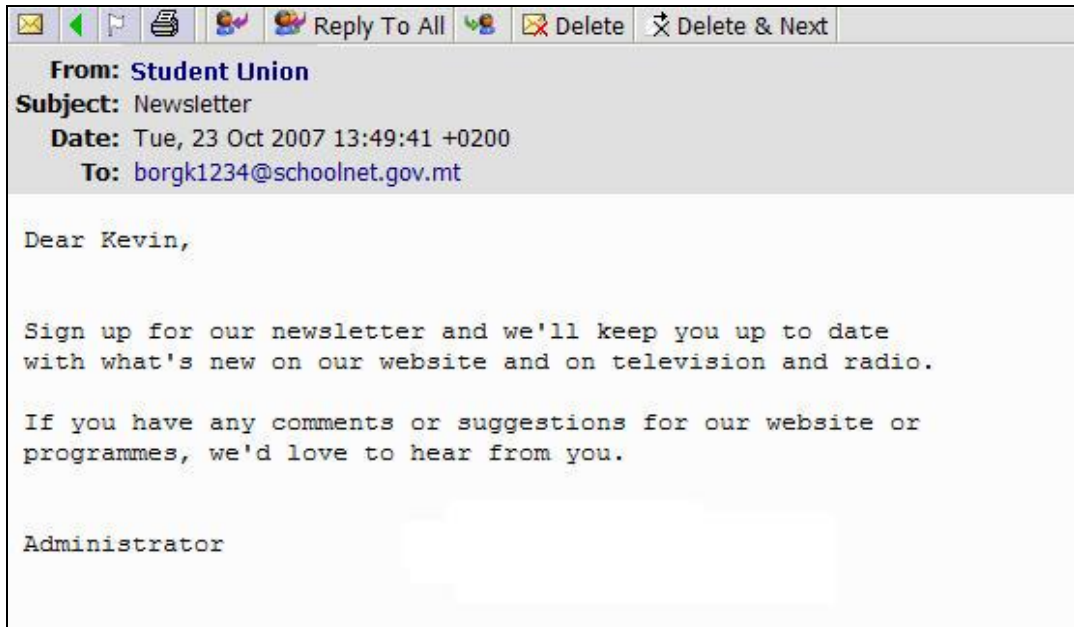 Reply To All Delete Delete & Next
From: Student Union
Subject: Newsletter
Date: Tue, 23 Oct 2007 13:49:41 +0200
To: borgk1234@schoolnet.gov.mt
Dear Kevin,
Sign up for our newsletter and we'll keep you up to date
with what's new on our website and on television and radio.
If you have any comments or suggestions for our website or
programmes, we'd love to hear from you.
Administrator